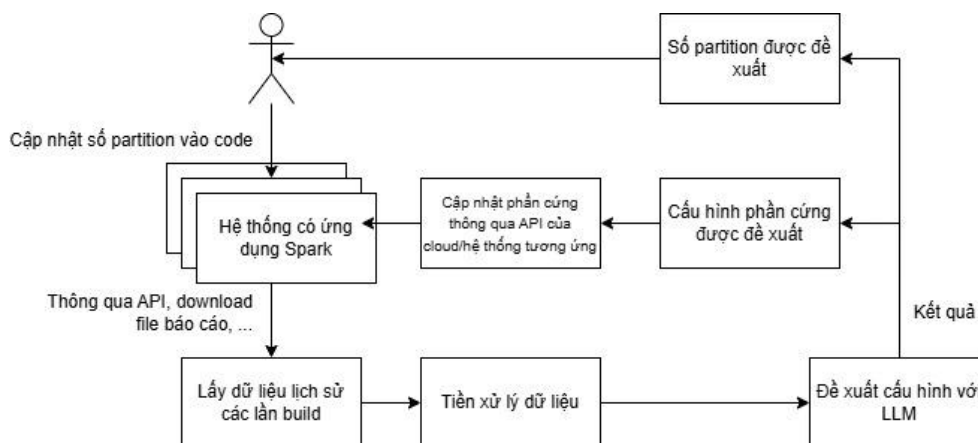 Số partition được đề
xuất
Cập nhật số partition vào code
Hệ thống có ứng
dụng Spark
Cập nhật phần cứng
thông qua API của
cloud/hệ thống tương ứng
Cấu hình phần cứng
được đề xuất
Thông qua API, download
file báo cáo, ...
Kết quả
Lấy dữ liệu lịch sử
các lần build
Tiền xử lý dữ liệu
Đề xuất cấu hình vớ
LLM